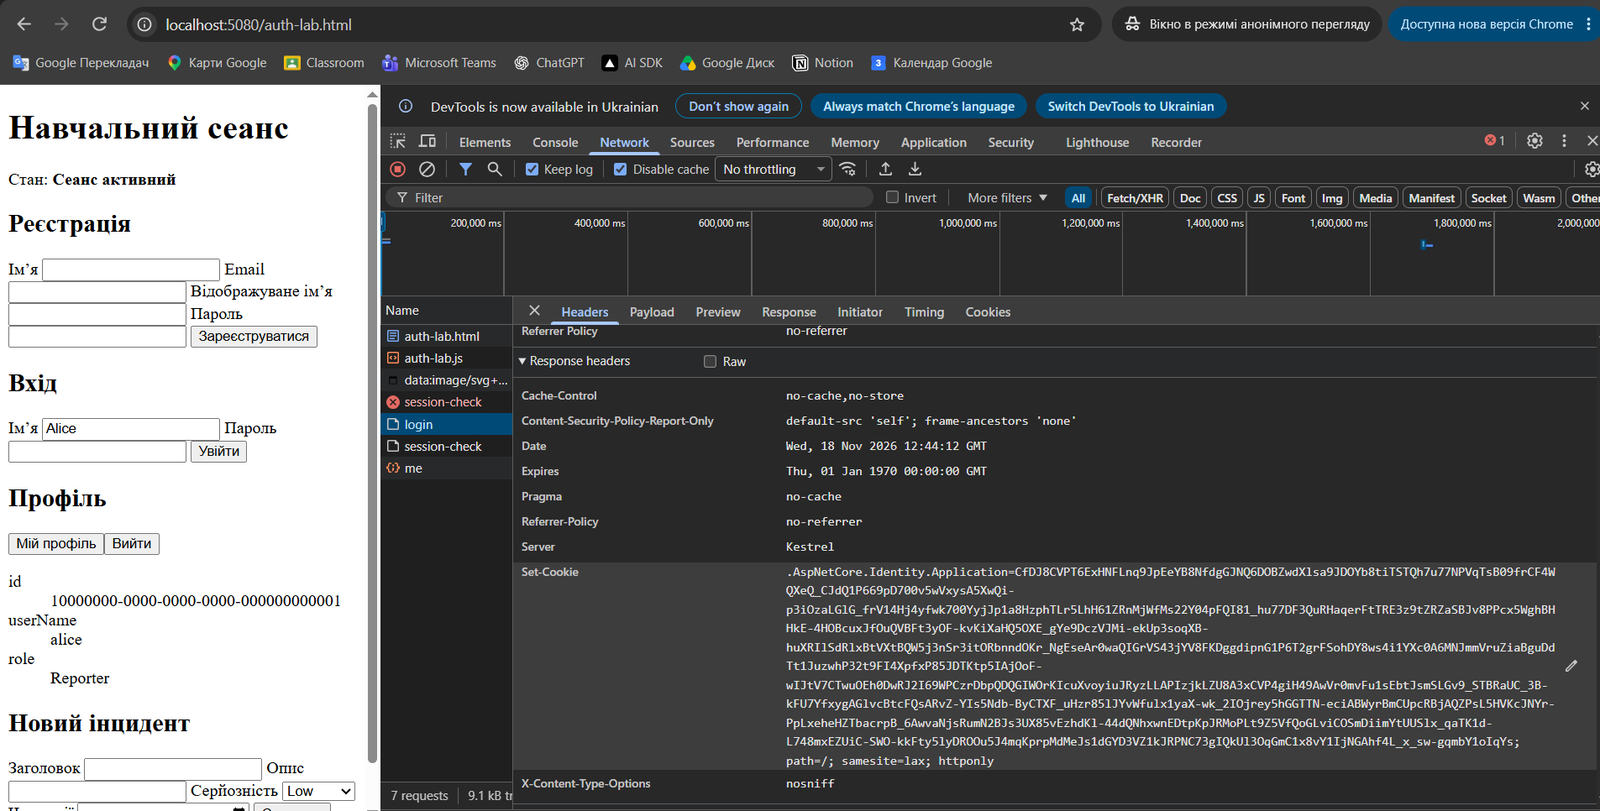 localhost:5080/auth-lab.html
Вікно в режимі анонімного перегляду
Доступна нова версія Chrome
Google Перекладач
Карти Google
Classroom
Microsoft Teams
ChatGPT
AI SDK
Google Диск
Notion
Календар Google
Навчальний сеанс
Стан: Сеанс активний
Реєстрація
Ім’я
Email
Відображуване ім’я
Пароль
Зареєструватися
Вхід
Ім’я Alice Пароль
Увійти
Профіль
Мій профіль Вийти
id
10000000-0000-0000-0000-000000000001
userName
alice
role
Reporter
Новий інцидент
Заголовок
Опис
Серйозність Low
DevTools is now available in Ukrainian
Don't show again
Always match Chrome's language
Switch DevTools to Ukrainian
Elements Console Network Sources Performance Memory Application Security Lighthouse Recorder
1
Keep log Disable cache No throttling
Filter Invert More filters All Fetch/XHR Doc CSS JS Font Img Media Manifest Socket Wasm Other
200,000 ms 400,000 ms 600,000 ms 800,000 ms 1,000,000 ms 1,200,000 ms 1,400,000 ms 1,600,000 ms 1,800,000 ms 2,000,000
Name
auth-lab.html
auth-lab.js
data:image/svg+...
session-check
login
session-check
me
7 requests 9.1 kB tr
Headers Payload Preview Response Initiator Timing Cookies
Referrer Policy no-referrer
Response headers Raw
Cache-Control no-cache,no-store
Content-Security-Policy-Report-Only default-src 'self'; frame-ancestors 'none'
Date Wed, 18 Nov 2026 12:44:12 GMT
Expires Thu, 01 Jan 1970 00:00:00 GMT
Pragma no-cache
Referrer-Policy no-referrer
Server Kestrel
Set-Cookie .AspNetCore.Identity.Application=
path=/; samesite=lax; httponly
X-Content-Type-Options nosniff